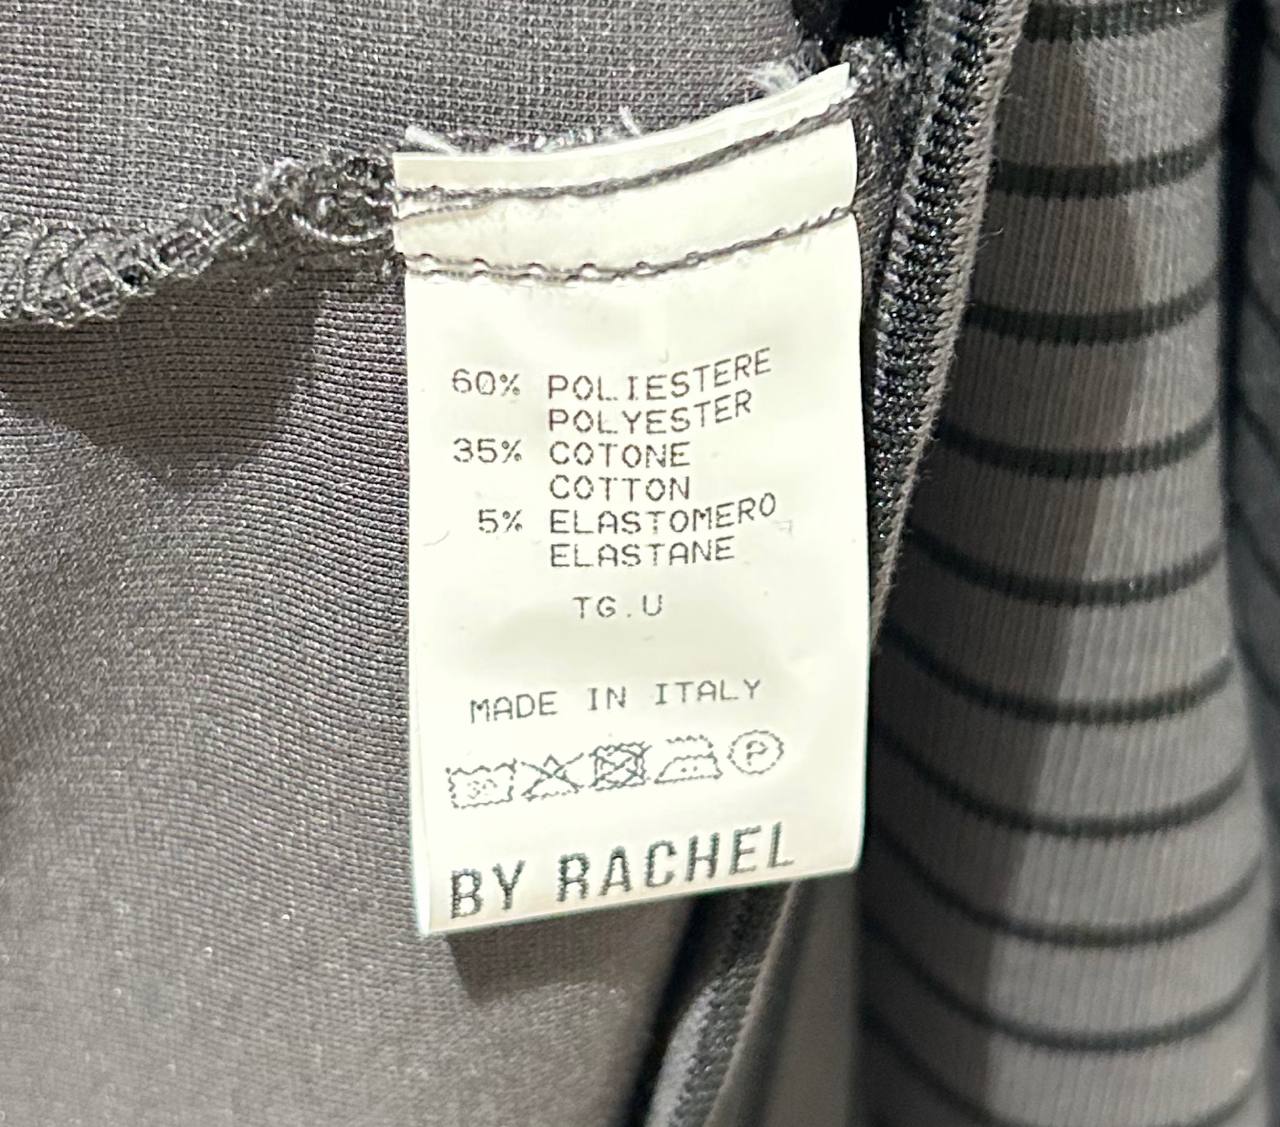 60% POLIESTERE
POLYESTER
35% COTONE
COTTON
5% ELASTOMERO
ELASTANE
TG.U
MADE IN ITALY
30 P
BY RACHEL